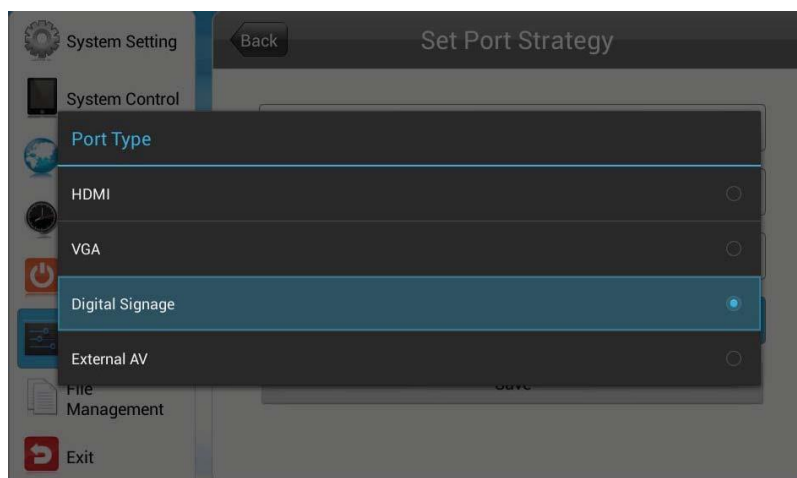 System Setting
Back
Set Port Strategy
System Control
Port Type
HDMI
VGA
Digital Signage
External AV
File
Management
Save
Exit